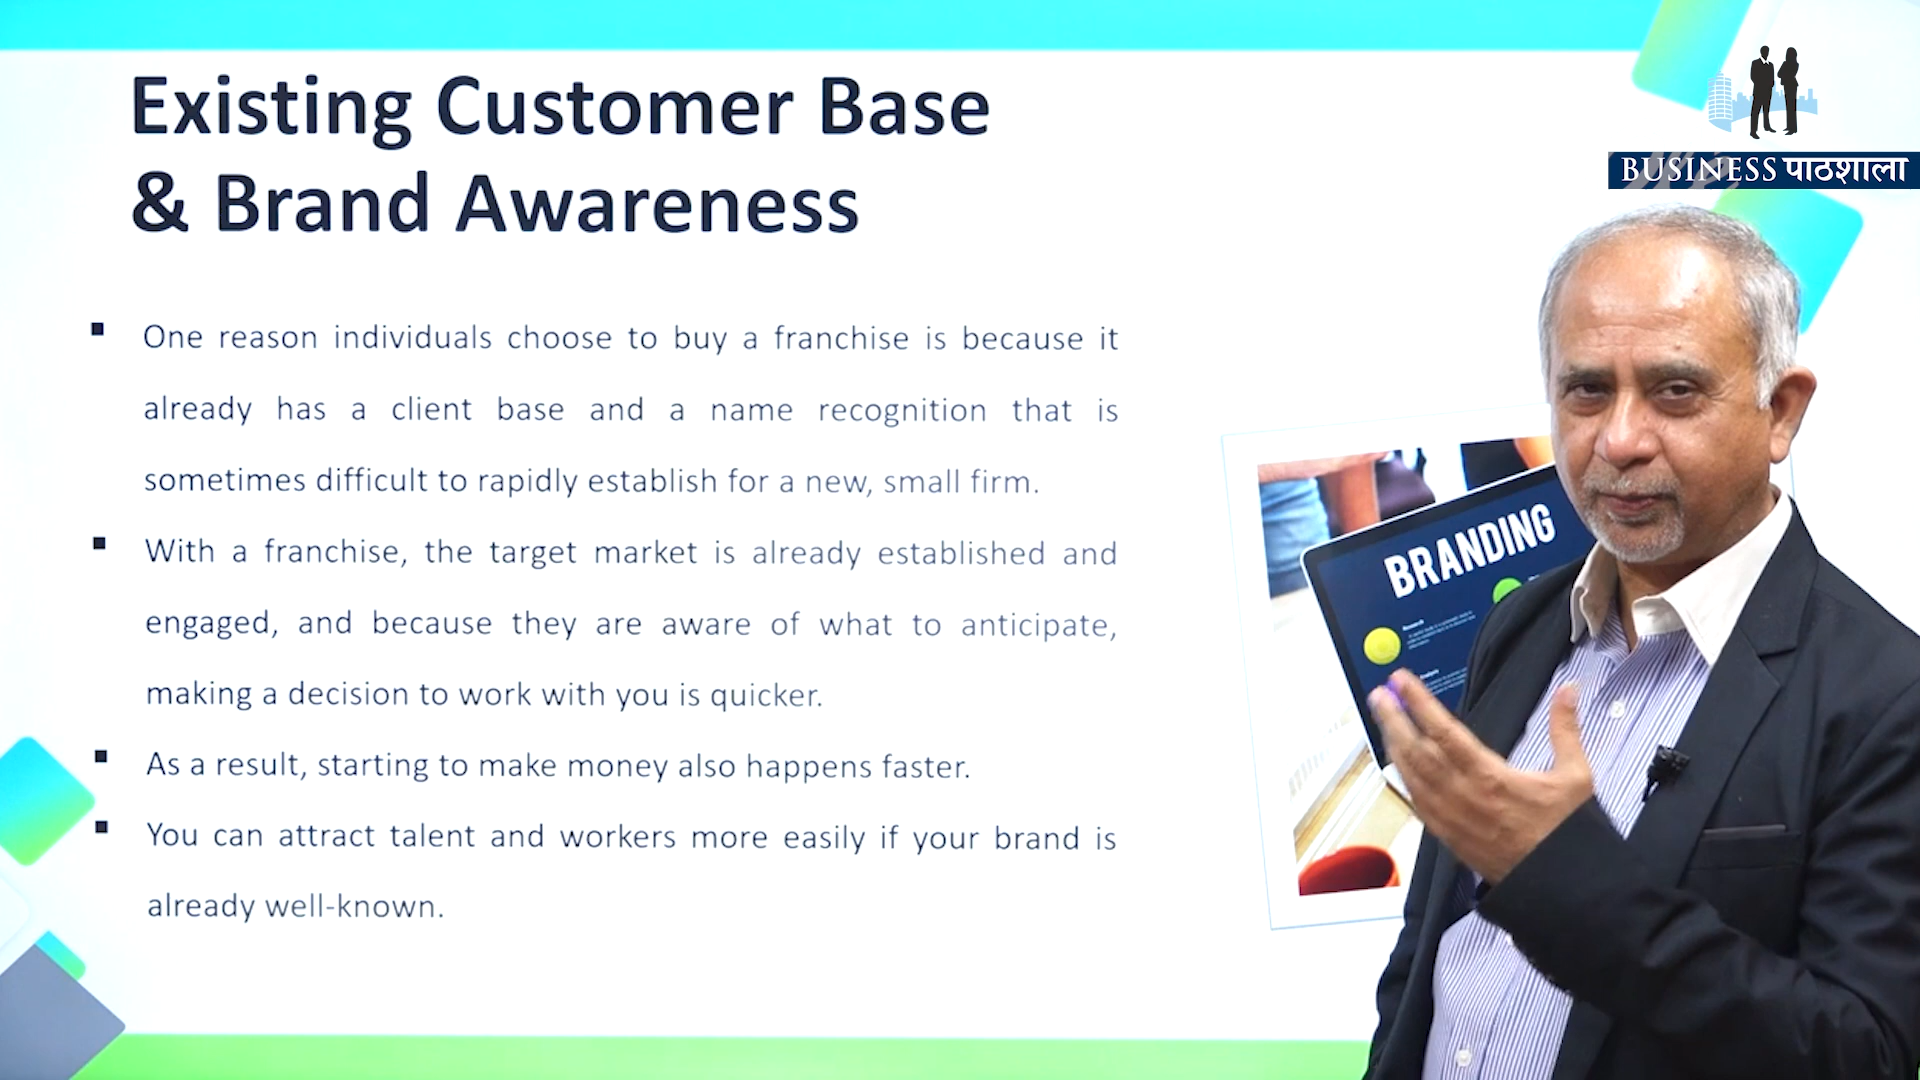 Existing Customer Base
& Brand Awareness
BUSINESS पाठशाला
▪ One reason individuals choose to buy a franchise is because it
already has a client base and a name recognition that is
sometimes difficult to rapidly establish for a new, small firm.
▪ With a franchise, the target market is already established and
engaged, and because they are aware of what to anticipate,
making a decision to work with you is quicker.
▪ As a result, starting to make money also happens faster.
▪ You can attract talent and workers more easily if your brand is
already well-known.
BRANDING